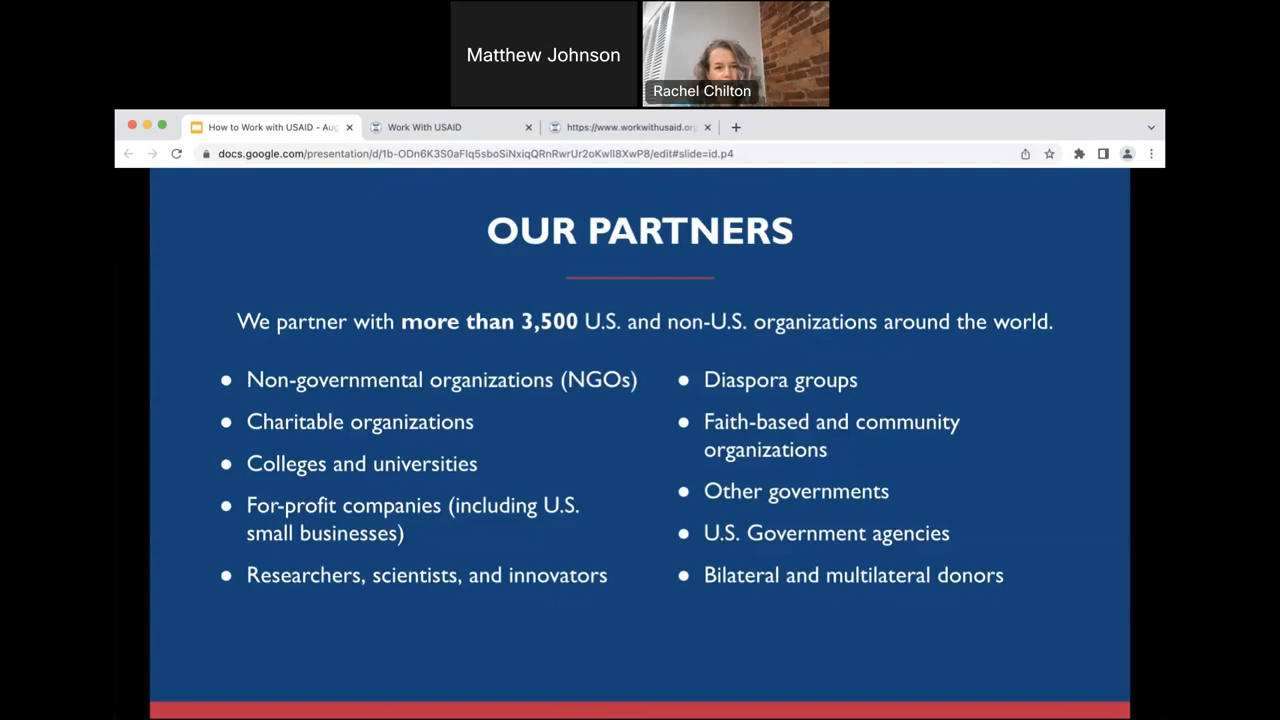 Matthew Johnson
Rachel Chilton
How to Work with USAID - Aug
Work With USAID
https://www.workwithusaid.org
docs.google.com/presentation/d/1b-ODn6K3S0aFIq5sboSiNxiqQRnRwrUr2oKwlI8XwP8/edit#slide=id.p4
OUR PARTNERS
We partner with more than 3,500 U.S. and non-U.S. organizations around the world.
● Non-governmental organizations (NGOs)
● Charitable organizations
● Colleges and universities
● For-profit companies (including U.S.
small businesses)
● Researchers, scientists, and innovators
● Diaspora groups
● Faith-based and community
organizations
● Other governments
● U.S. Government agencies
● Bilateral and multilateral donors